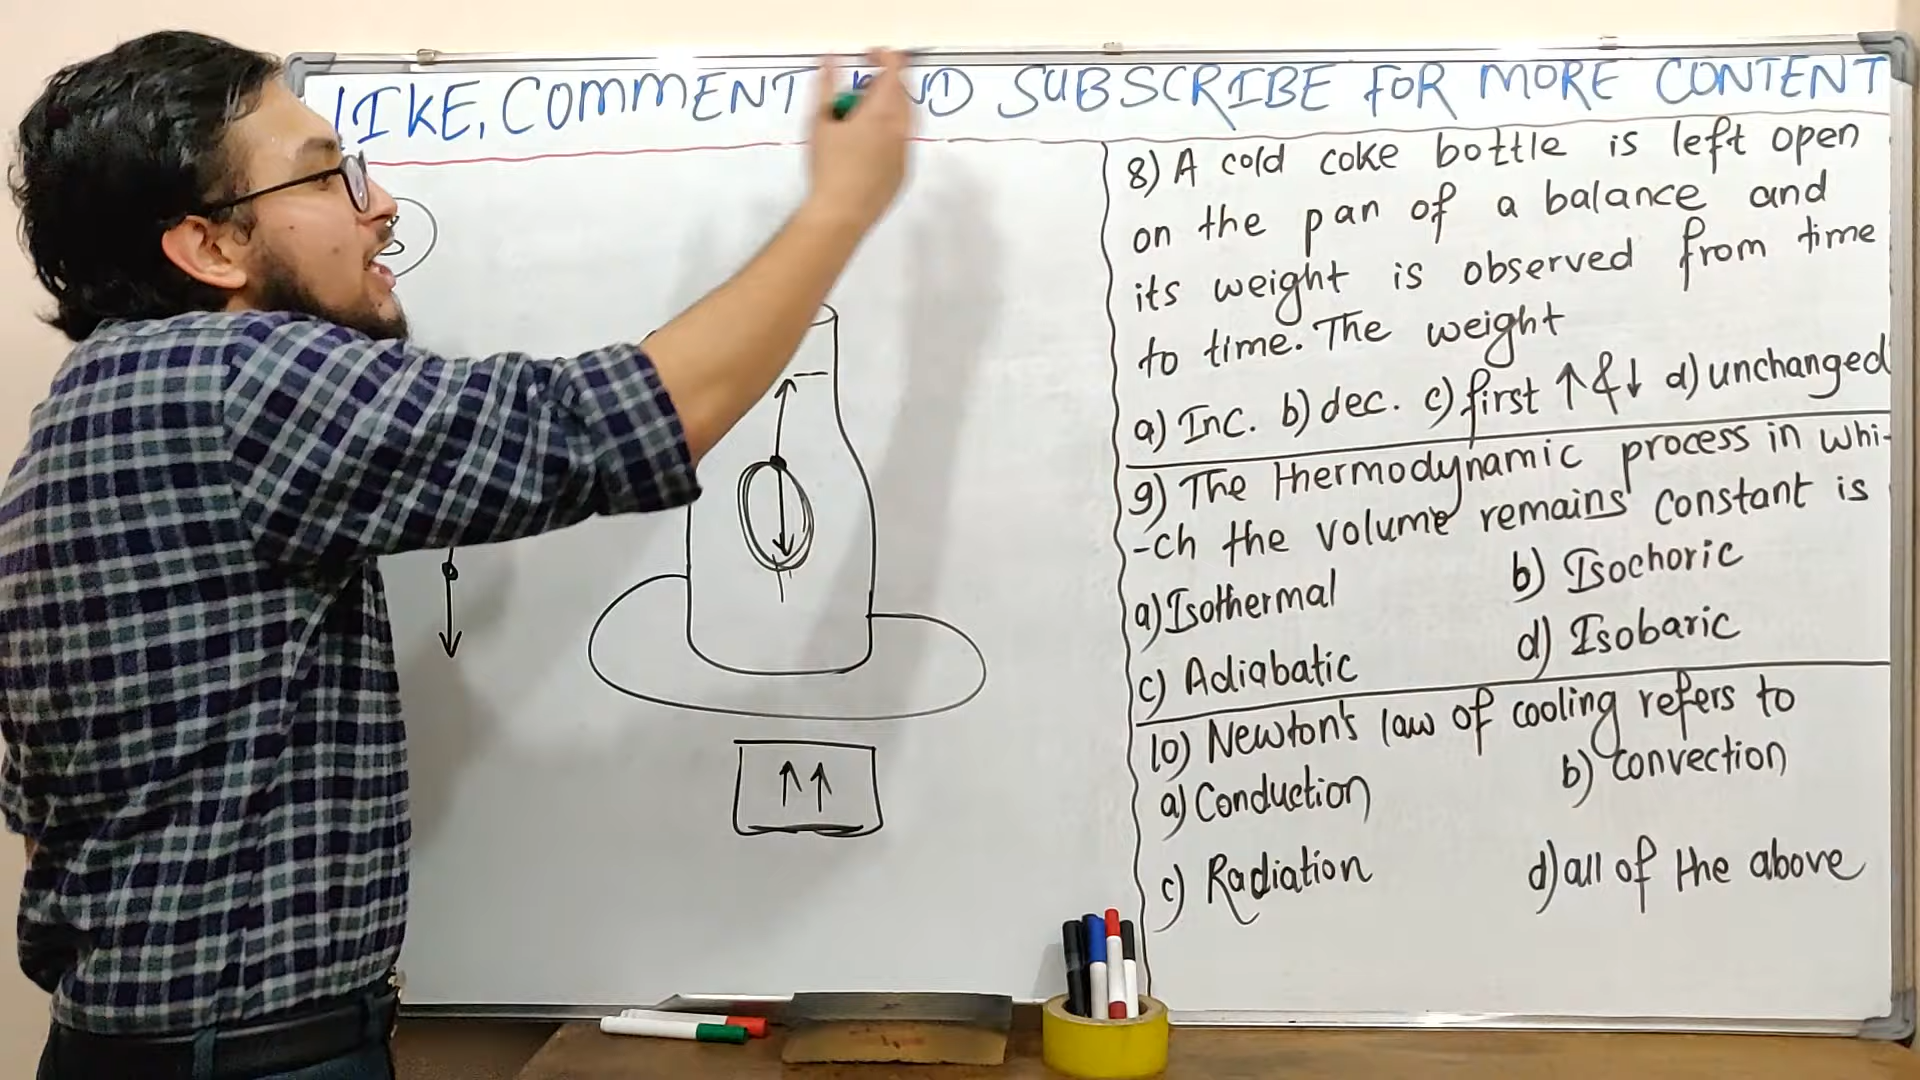 LIKE, COMMENT AND SUBSCRIBE FOR MORE CONTENT
8) A cold coke bottle is left open
on the pan of a balance and
its weight is observed from time
to time. The weight
a) Inc. b) dec. c) first ↑ & ↓ d) unchanged
9) The thermodynamic process in whi-
-ch the volume remains constant is
a) Isothermal b) Isochoric
c) Adiabatic d) Isobaric
10) Newton's law of cooling refers to
a) Conduction b) Convection
c) Radiation d) all of the above
↑↑